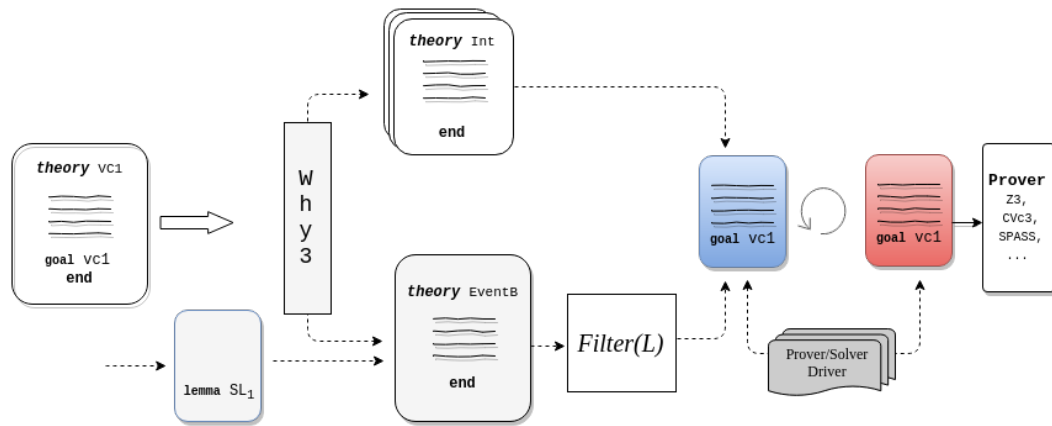 theory VC1
goal vc1
end
lemma SL1
Why3
theory Int
end
theory EventB
end
Filter(L)
goal vc1
goal vc1
Prover/Solver
Driver
Prover
Z3,
CVc3,
SPASS,
...